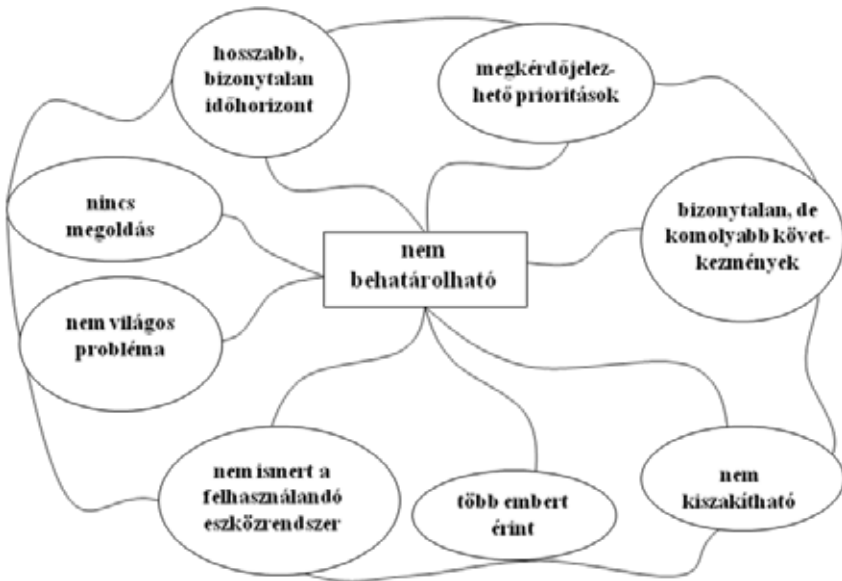 hosszabb,
bizonytalan
időhorizont
megkérdőjelez-
hető prioritások
nincs
megoldás
nem
behatárolható
bizonytalan, de
komolyabb követ-
kezmények
nem világos
probléma
nem ismert a
felhasználandó
eszközrendszer
több embert
érint
nem
kiszakítható